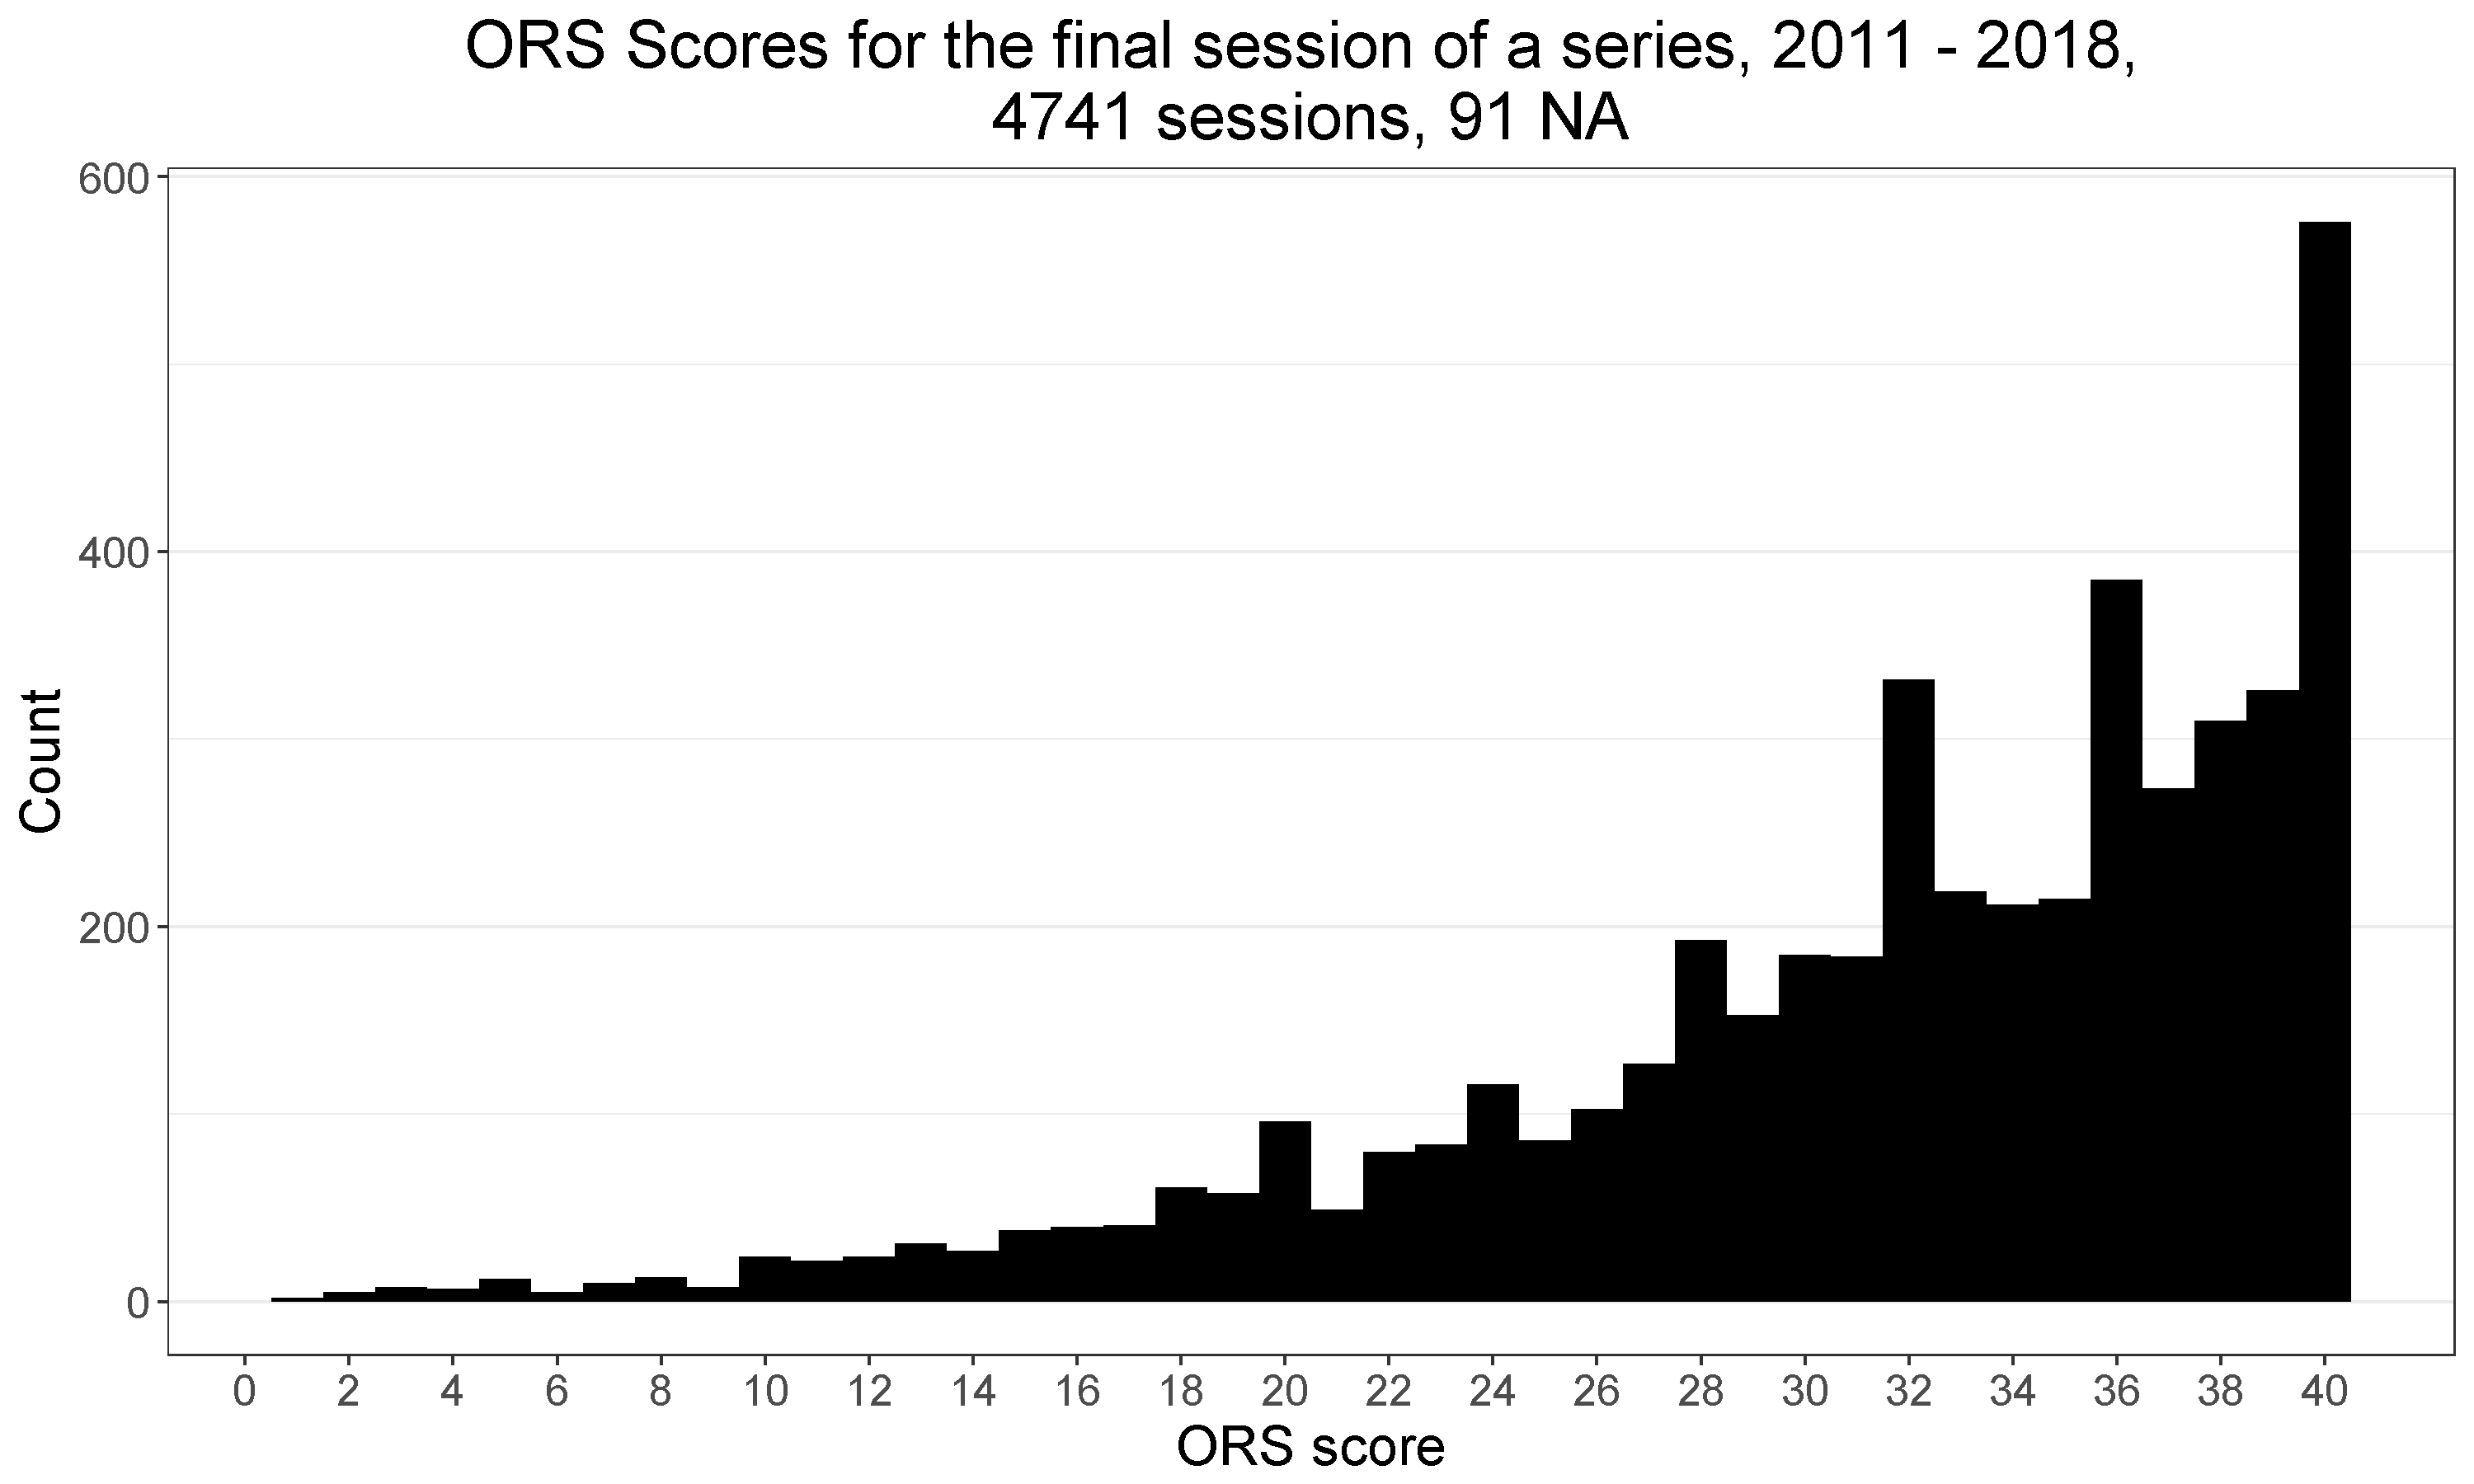 ORS Scores for the final session of a series, 2011 - 2018,
4741 sessions, 91 NA
600
400
200
0
Count
0 2 4 6 8 10 12 14 16 18 20 22 24 26 28 30 32 34 36 38 40
ORS score